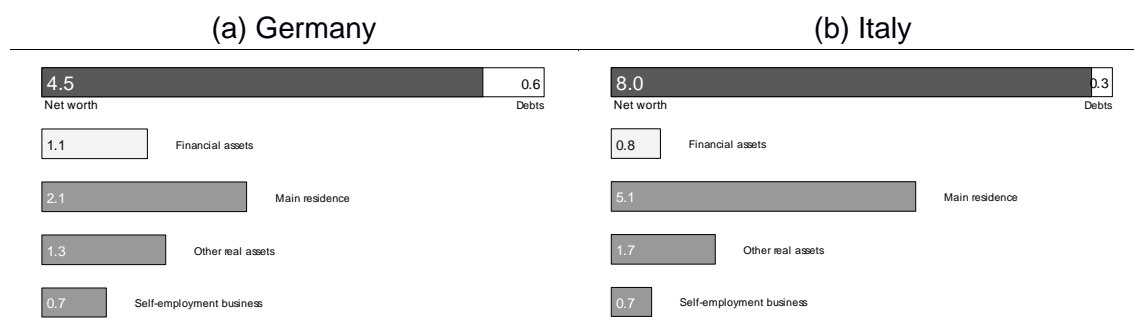 (a) Germany
4.5
0.6
Net worth
Debts
1.1
Financial assets
2.1
Main residence
1.3
Other real assets
0.7
Self-employment business
(b) Italy
8.0
0.3
Net worth
Debts
0.8
Financial assets
5.1
Main residence
1.7
Other real assets
0.7
Self-employment business